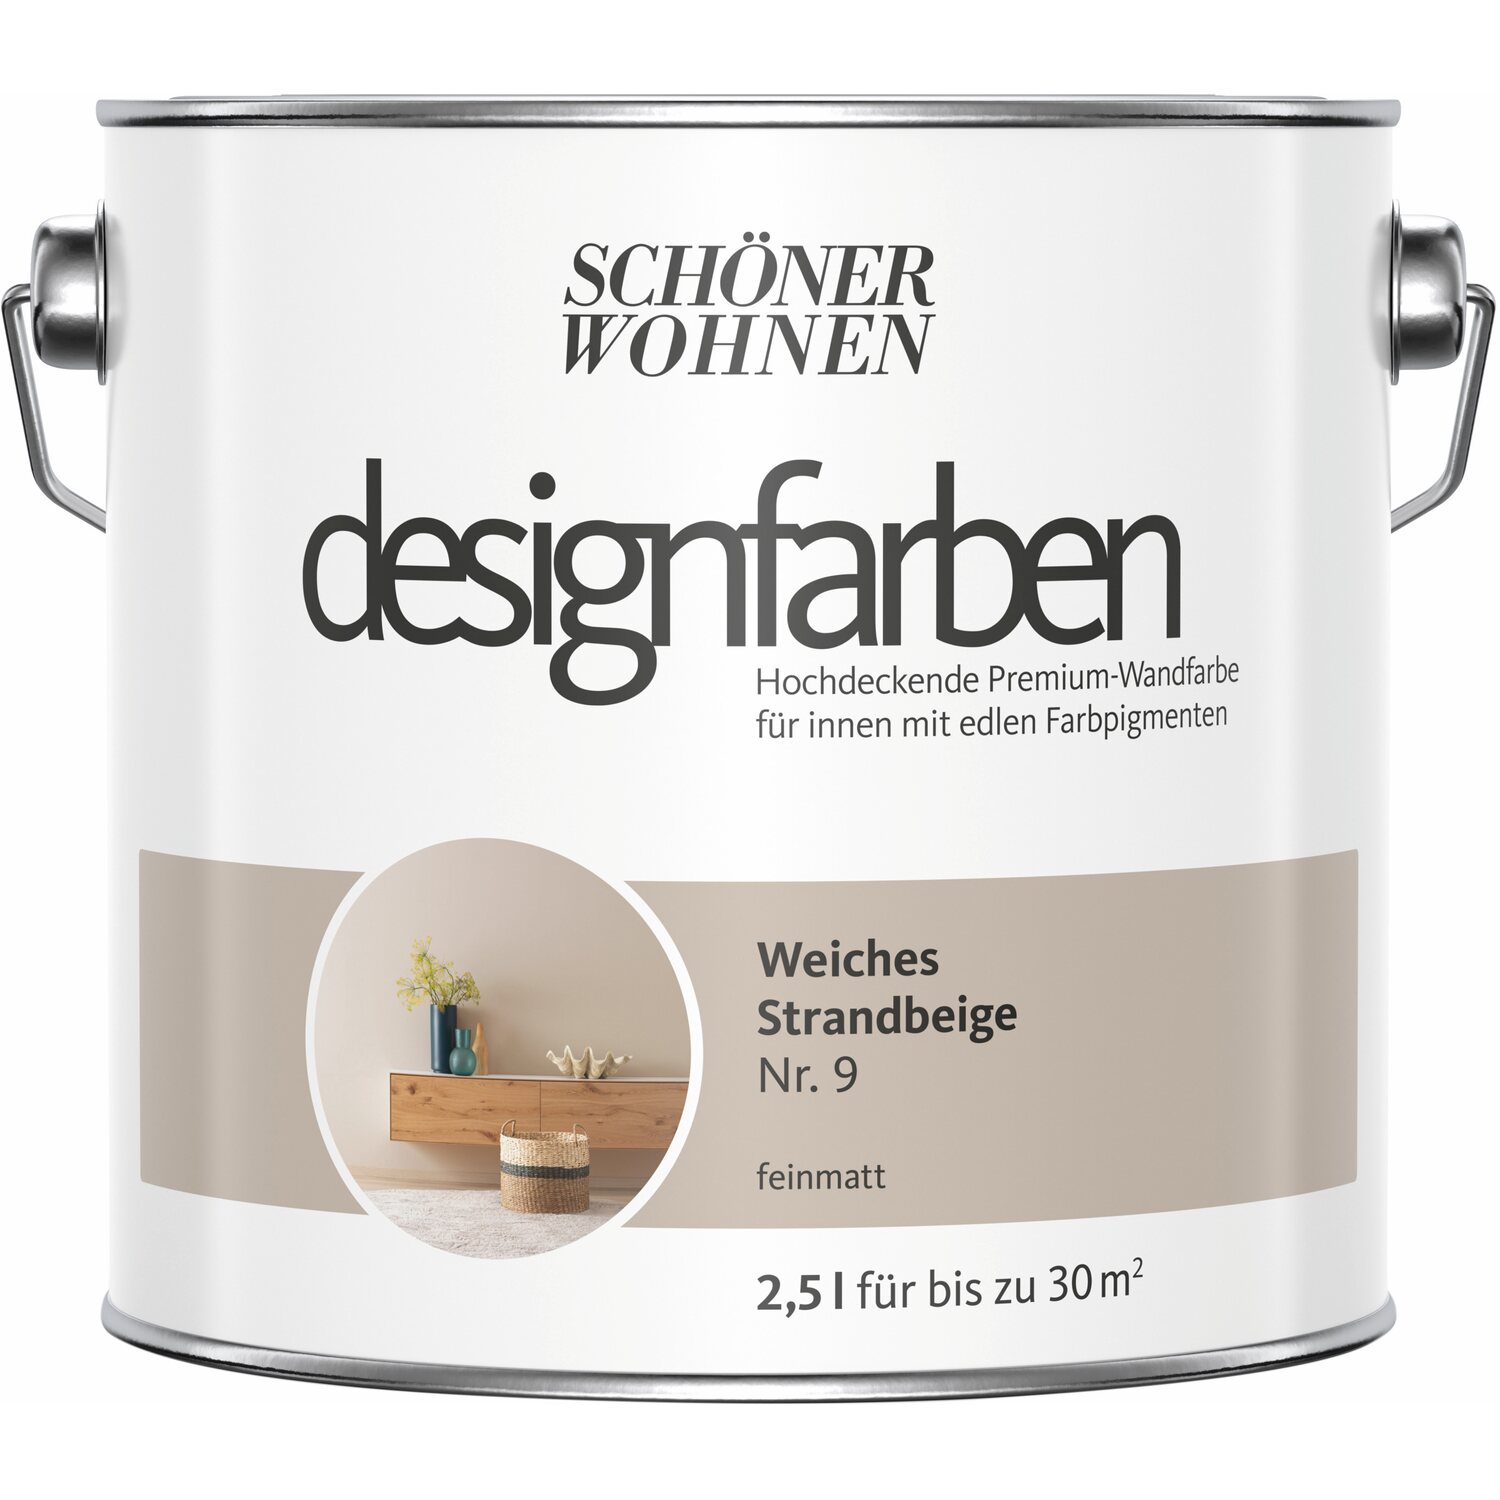 SCHÖNER
WOHNEN
designfarben
Hochdeckende Premium-Wandfarbe
für innen mit edlen Farbpigmenten
Weiches
Strandbeige
Nr. 9
feinmatt
2,5 l für bis zu 30 m²